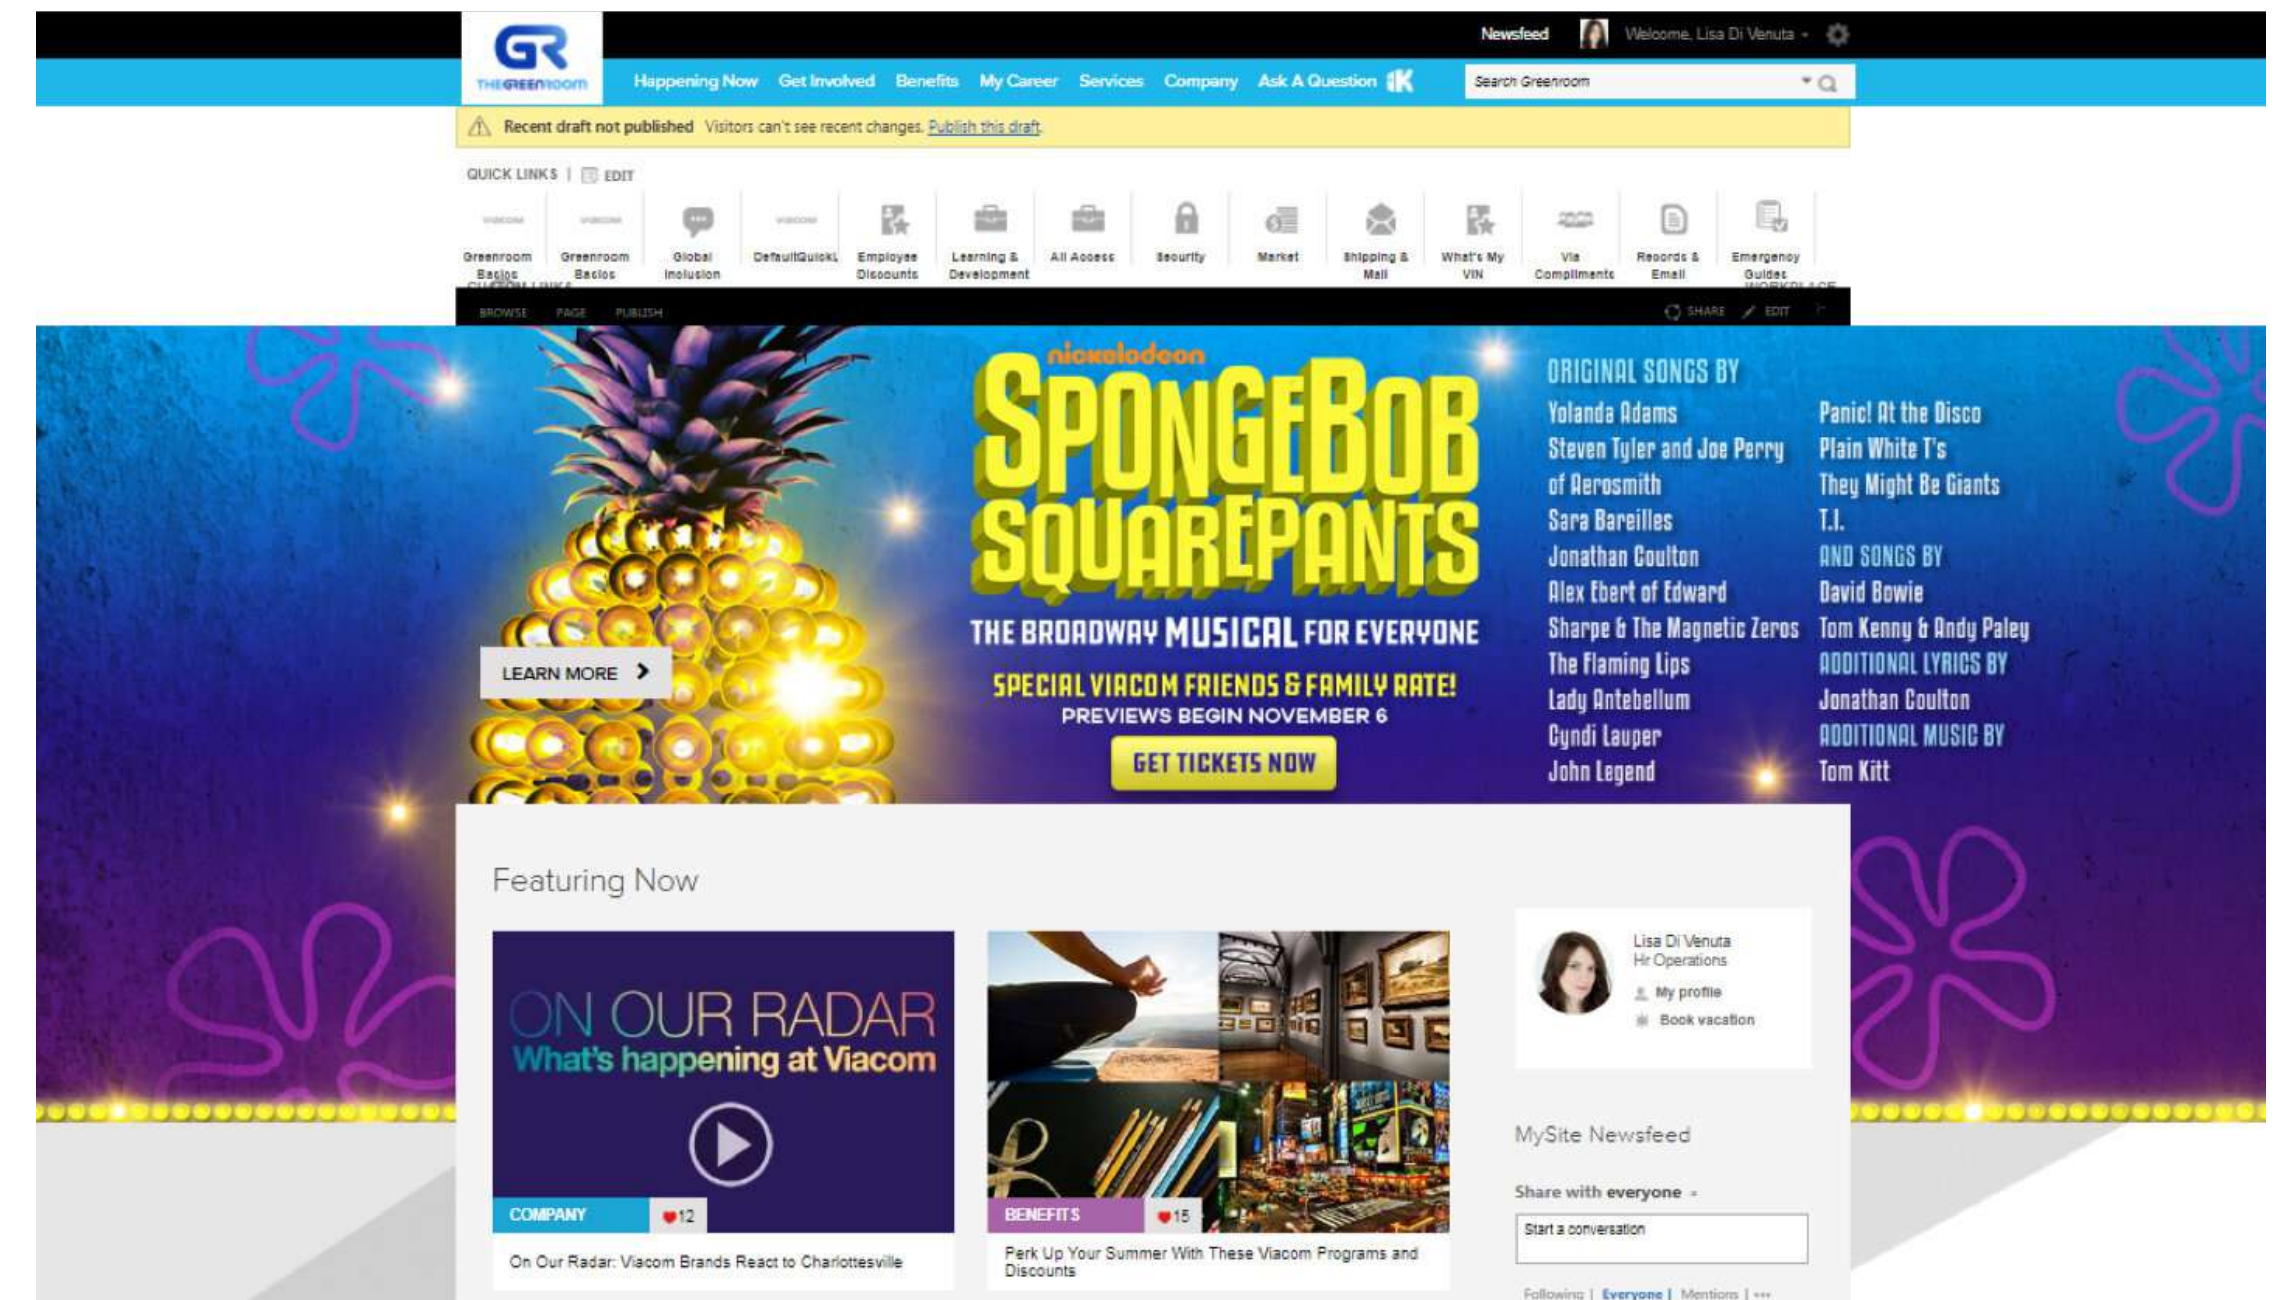 GR
THEGREENROOM
Newsfeed
Welcome, Lisa Di Venuta
Happening Now Get Involved Benefits My Career Services Company Ask A Question K
Search Greenroom
Recent draft not published Visitors can't see recent changes. Publish this draft.
QUICK LINKS | EDIT
VIACOM VIACOM VIACOM
Greenroom Basics
Greenroom Basics
Global Inclusion
DefaultQuickL
Employee Discounts
Learning & Development
All Access
Security
Market
Shipping & Mail
What's My VIN
Via Compliments
Records & Email
Emergency Guides
CUSTOM LINKS
WORKPLACE
BROWSE PAGE PUBLISH
SHARE EDIT
nickelodeon
SPONGEBOB
SQUAREPANTS
THE BROADWAY MUSICAL FOR EVERYONE
SPECIAL VIACOM FRIENDS & FAMILY RATE!
PREVIEWS BEGIN NOVEMBER 6
GET TICKETS NOW
LEARN MORE
ORIGINAL SONGS BY
Yolanda Adams
Steven Tyler and Joe Perry
of Aerosmith
Sara Bareilles
Jonathan Coulton
Alex Ebert of Edward
Sharpe & The Magnetic Zeros
The Flaming Lips
Lady Antebellum
Cyndi Lauper
John Legend
Panic! At the Disco
Plain White T's
They Might Be Giants
T.I.
AND SONGS BY
David Bowie
Tom Kenny & Andy Paley
ADDITIONAL LYRICS BY
Jonathan Coulton
ADDITIONAL MUSIC BY
Tom Kitt
Featuring Now
ON OUR RADAR
What's happening at Viacom
COMPANY
12
On Our Radar: Viacom Brands React to Charlottesville
BENEFITS
15
Perk Up Your Summer With These Viacom Programs and
Discounts
Lisa Di Venuta
Hr Operations
My profile
Book vacation
MySite Newsfeed
Share with everyone
Start a conversation
Following | Everyone | Mentions | •••